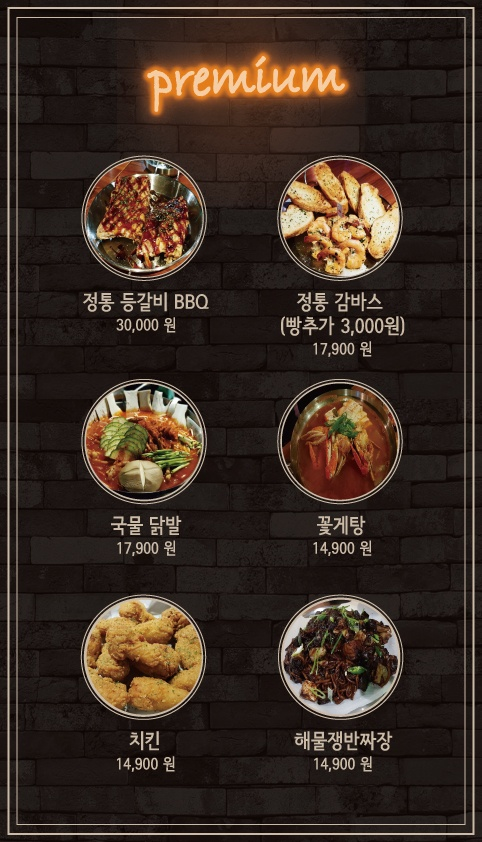 premium
정통 등갈비 BBQ
30,000 원
정통 감바스
(빵추가 3,000원)
17,900 원
국물 닭발
17,900 원
꽃게탕
14,900 원
치킨
14,900 원
해물쟁반짜장
14,900 원